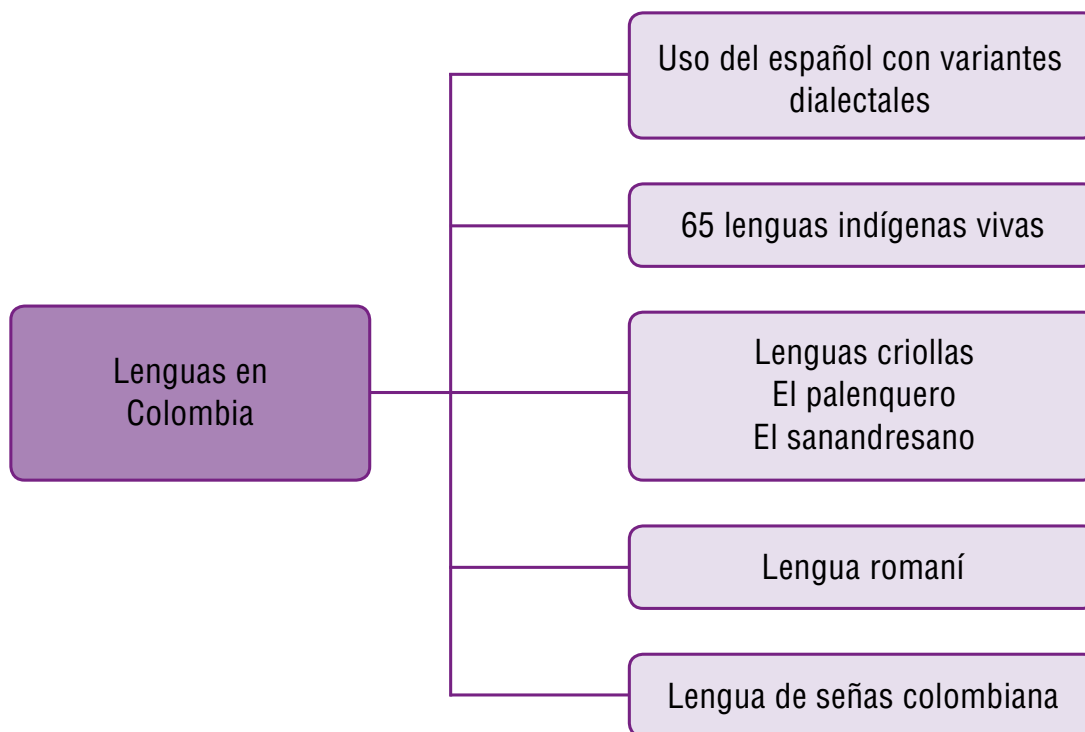 Uso del español con variantes
dialectales
65 lenguas indígenas vivas
Lenguas en
Colombia
Lenguas criollas
El palenquero
El sanandresano
Lengua romaní
Lengua de señas colombiana